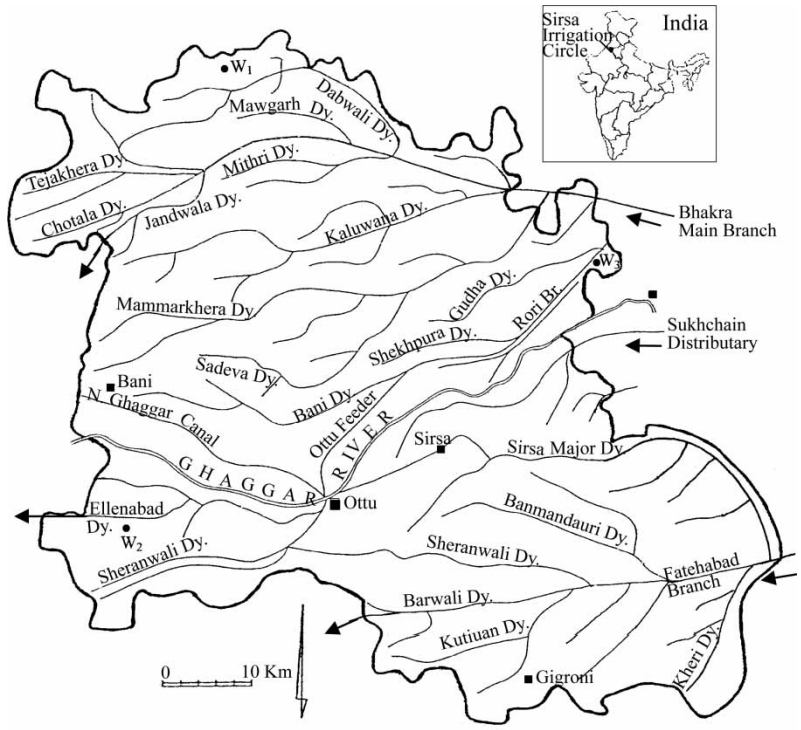 Sirsa
Irrigation
Circle
India
W1
Mawgarh Dy.
Dabwali Dy.
Tejakhera Dy.
Mithri Dy.
Chotala Dy.
Jandwala Dy.
Kaluwana Dy.
Bhakra
Main Branch
W3
Gudha Dy.
Rori Br.
Mammarkhera Dy.
Shekhpura Dy.
Sukhchain
Distributary
Sadeva Dy.
Bani
Bani Dy
N Ghaggar Canal
Ottu Feeder
GHAGGAR RIVER
Sirsa
Sirsa Major Dy.
Ottu
Ellenabad
Dy.
W2
Banmandauri Dy.
Sheranwali Dy.
Sheranwali Dy.
Fatehabad
Branch
Barwali Dy.
Kutiuan Dy.
Kheri Dy.
Gigroni
0 10 Km